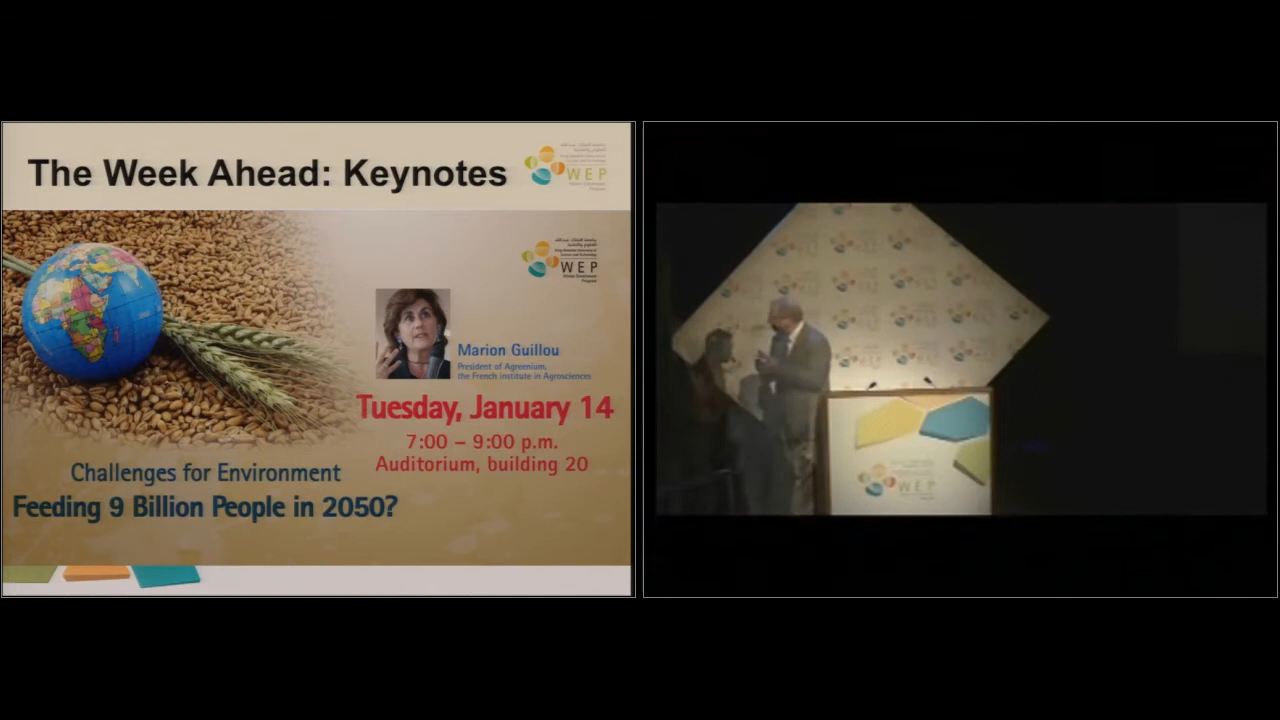 The Week Ahead: Keynotes
WEP
WEP
Marion Guillou
President of Agreenium,
the French institute in Agrosciences
Tuesday, January 14
7:00 – 9:00 p.m.
Auditorium, building 20
Challenges for Environment
Feeding 9 Billion People in 2050?
WEP